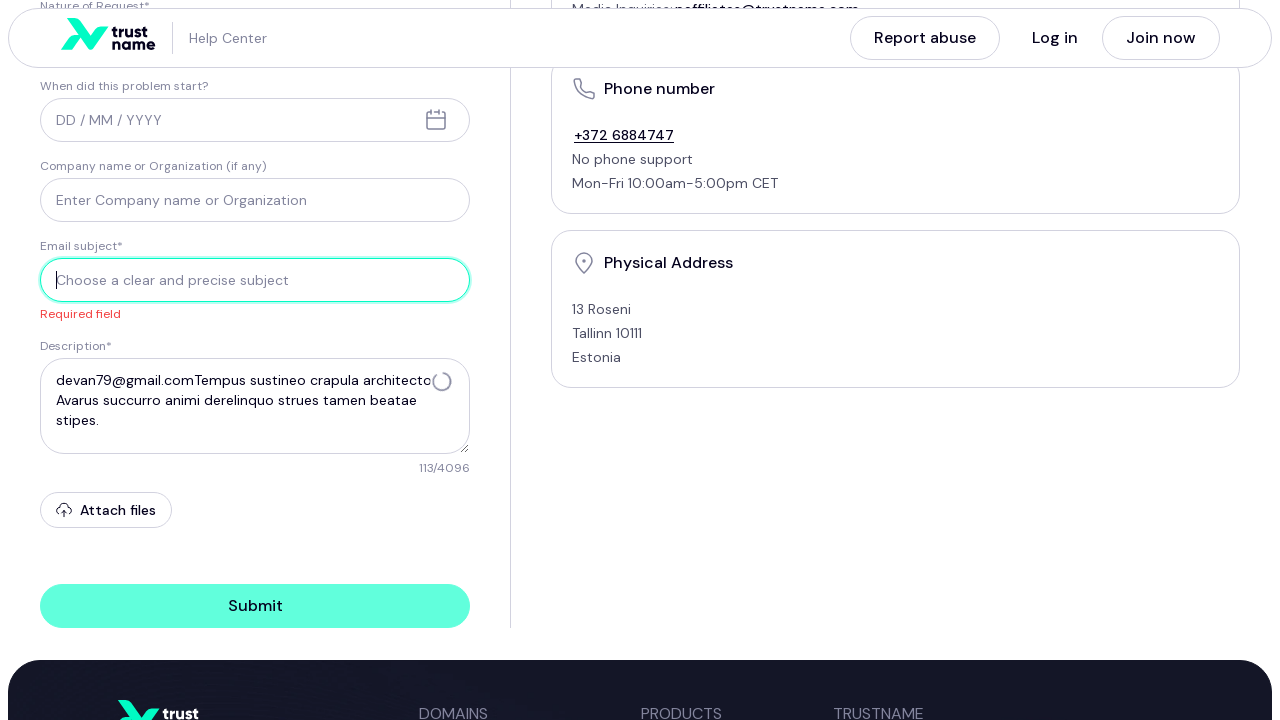 Nature of Request*
Media Inquiries: naffiliates@trustname.com
trust
name
Help Center
Report abuse
Log in
Join now
When did this problem start?
DD / MM / YYYY
Company name or Organization (if any)
Enter Company name or Organization
Email subject*
Choose a clear and precise subject
Required field
Description*
devan79@gmail.comTempus sustineo crapula architecto.
Avarus succurro animi derelinquo strues tamen beatae
stipes.
113/4096
Attach files
Submit
Phone number
+372 6884747
No phone support
Mon-Fri 10:00am-5:00pm CET
Physical Address
13 Roseni
Tallinn 10111
Estonia
trust
DOMAINS
PRODUCTS
TRUSTNAME